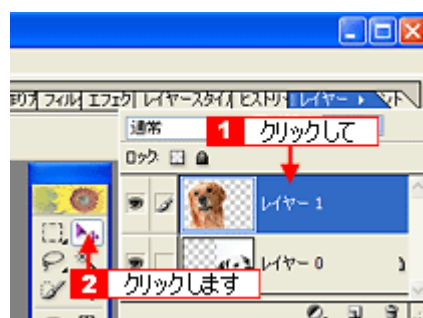 フィルタ エフェクト レイヤースタイル ヒストリー レイヤー
通常
1 クリックして
ロック:
レイヤー 1
レイヤー 0
2 クリックします